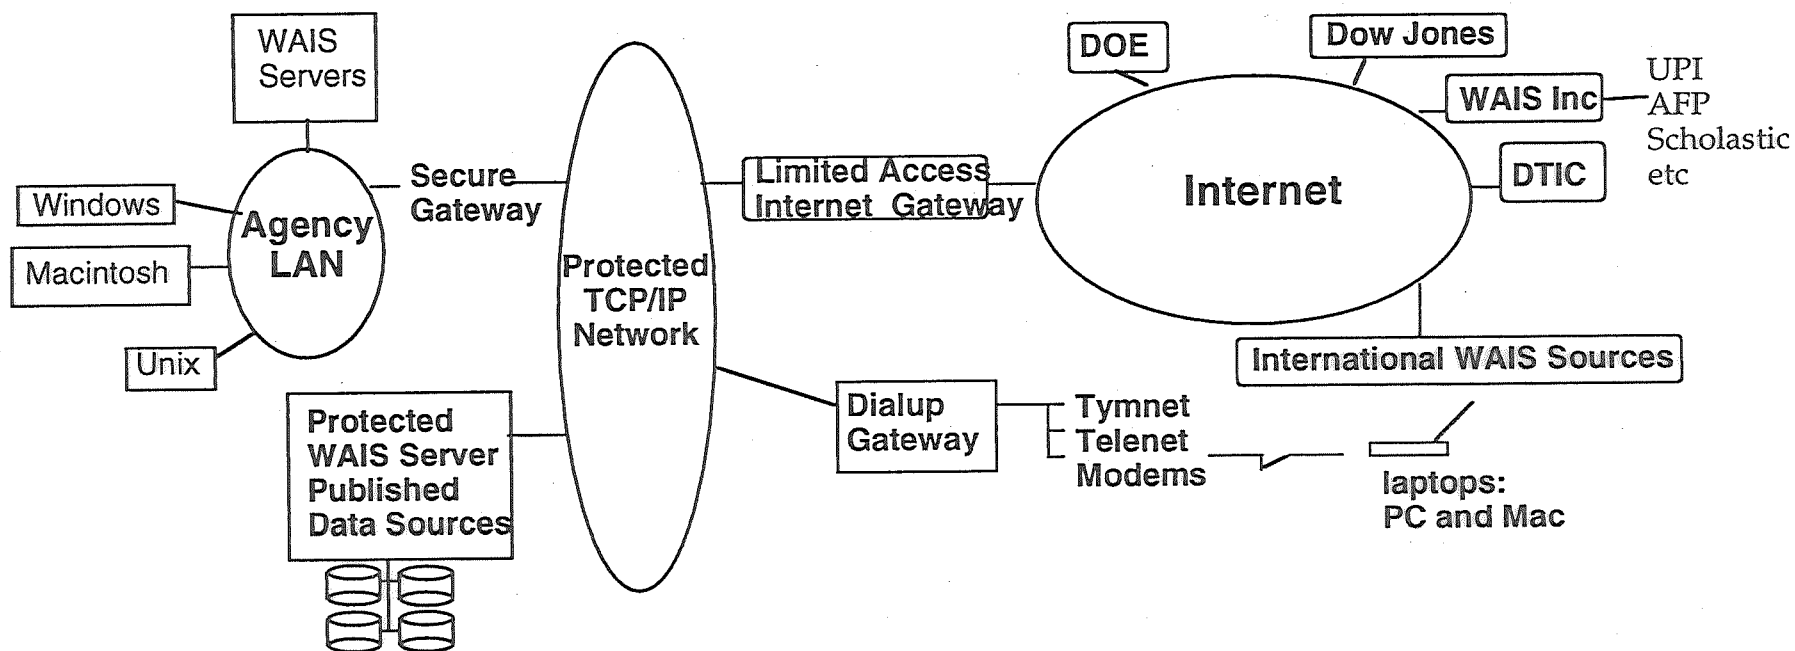 WAIS
Servers
Windows
Macintosh
Unix
Agency
LAN
Secure
Gateway
Protected
WAIS Server
Published
Data Sources
Protected
TCP/IP
Network
Limited Access
Internet Gateway
Dialup
Gateway
Tymnet
Telenet
Modems
laptops:
PC and Mac
Internet
DOE
Dow Jones
WAIS Inc
UPI
AFP
Scholastic
etc
DTIC
International WAIS Sources